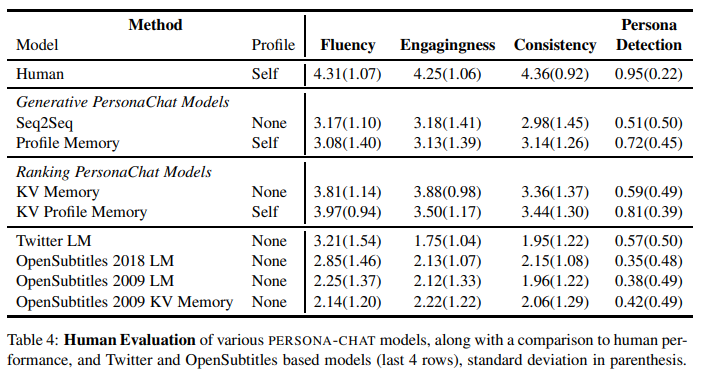 Method Persona
Model Profile Fluency Engagingness Consistency Detection
Human Self 4.31(1.07) 4.25(1.06) 4.36(0.92) 0.95(0.22)
Generative PersonaChat Models
Seq2Seq None 3.17(1.10) 3.18(1.41) 2.98(1.45) 0.51(0.50)
Profile Memory Self 3.08(1.40) 3.13(1.39) 3.14(1.26) 0.72(0.45)
Ranking PersonaChat Models
KV Memory None 3.81(1.14) 3.88(0.98) 3.36(1.37) 0.59(0.49)
KV Profile Memory Self 3.97(0.94) 3.50(1.17) 3.44(1.30) 0.81(0.39)
Twitter LM None 3.21(1.54) 1.75(1.04) 1.95(1.22) 0.57(0.50)
OpenSubtitles 2018 LM None 2.85(1.46) 2.13(1.07) 2.15(1.08) 0.35(0.48)
OpenSubtitles 2009 LM None 2.25(1.37) 2.12(1.33) 1.96(1.22) 0.38(0.49)
OpenSubtitles 2009 KV Memory None 2.14(1.20) 2.22(1.22) 2.06(1.29) 0.42(0.49)
Table 4: Human Evaluation of various PERSONA-CHAT models, along with a comparison to human per-
formance, and Twitter and OpenSubtitles based models (last 4 rows), standard deviation in parenthesis.